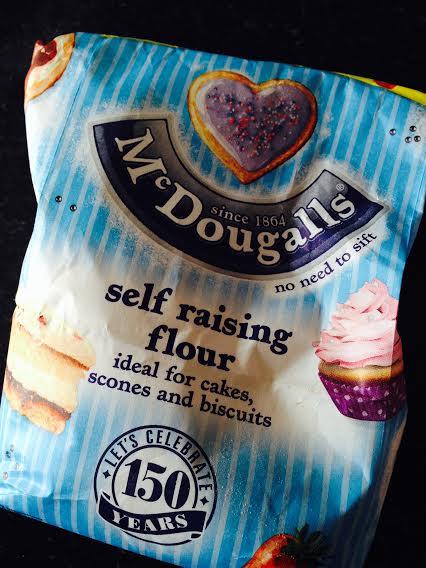 since 1864
McDougalls®
no need to sift
self raising
flour
ideal for cakes,
scones and biscuits
LET'S CELEBRATE
150
YEARS